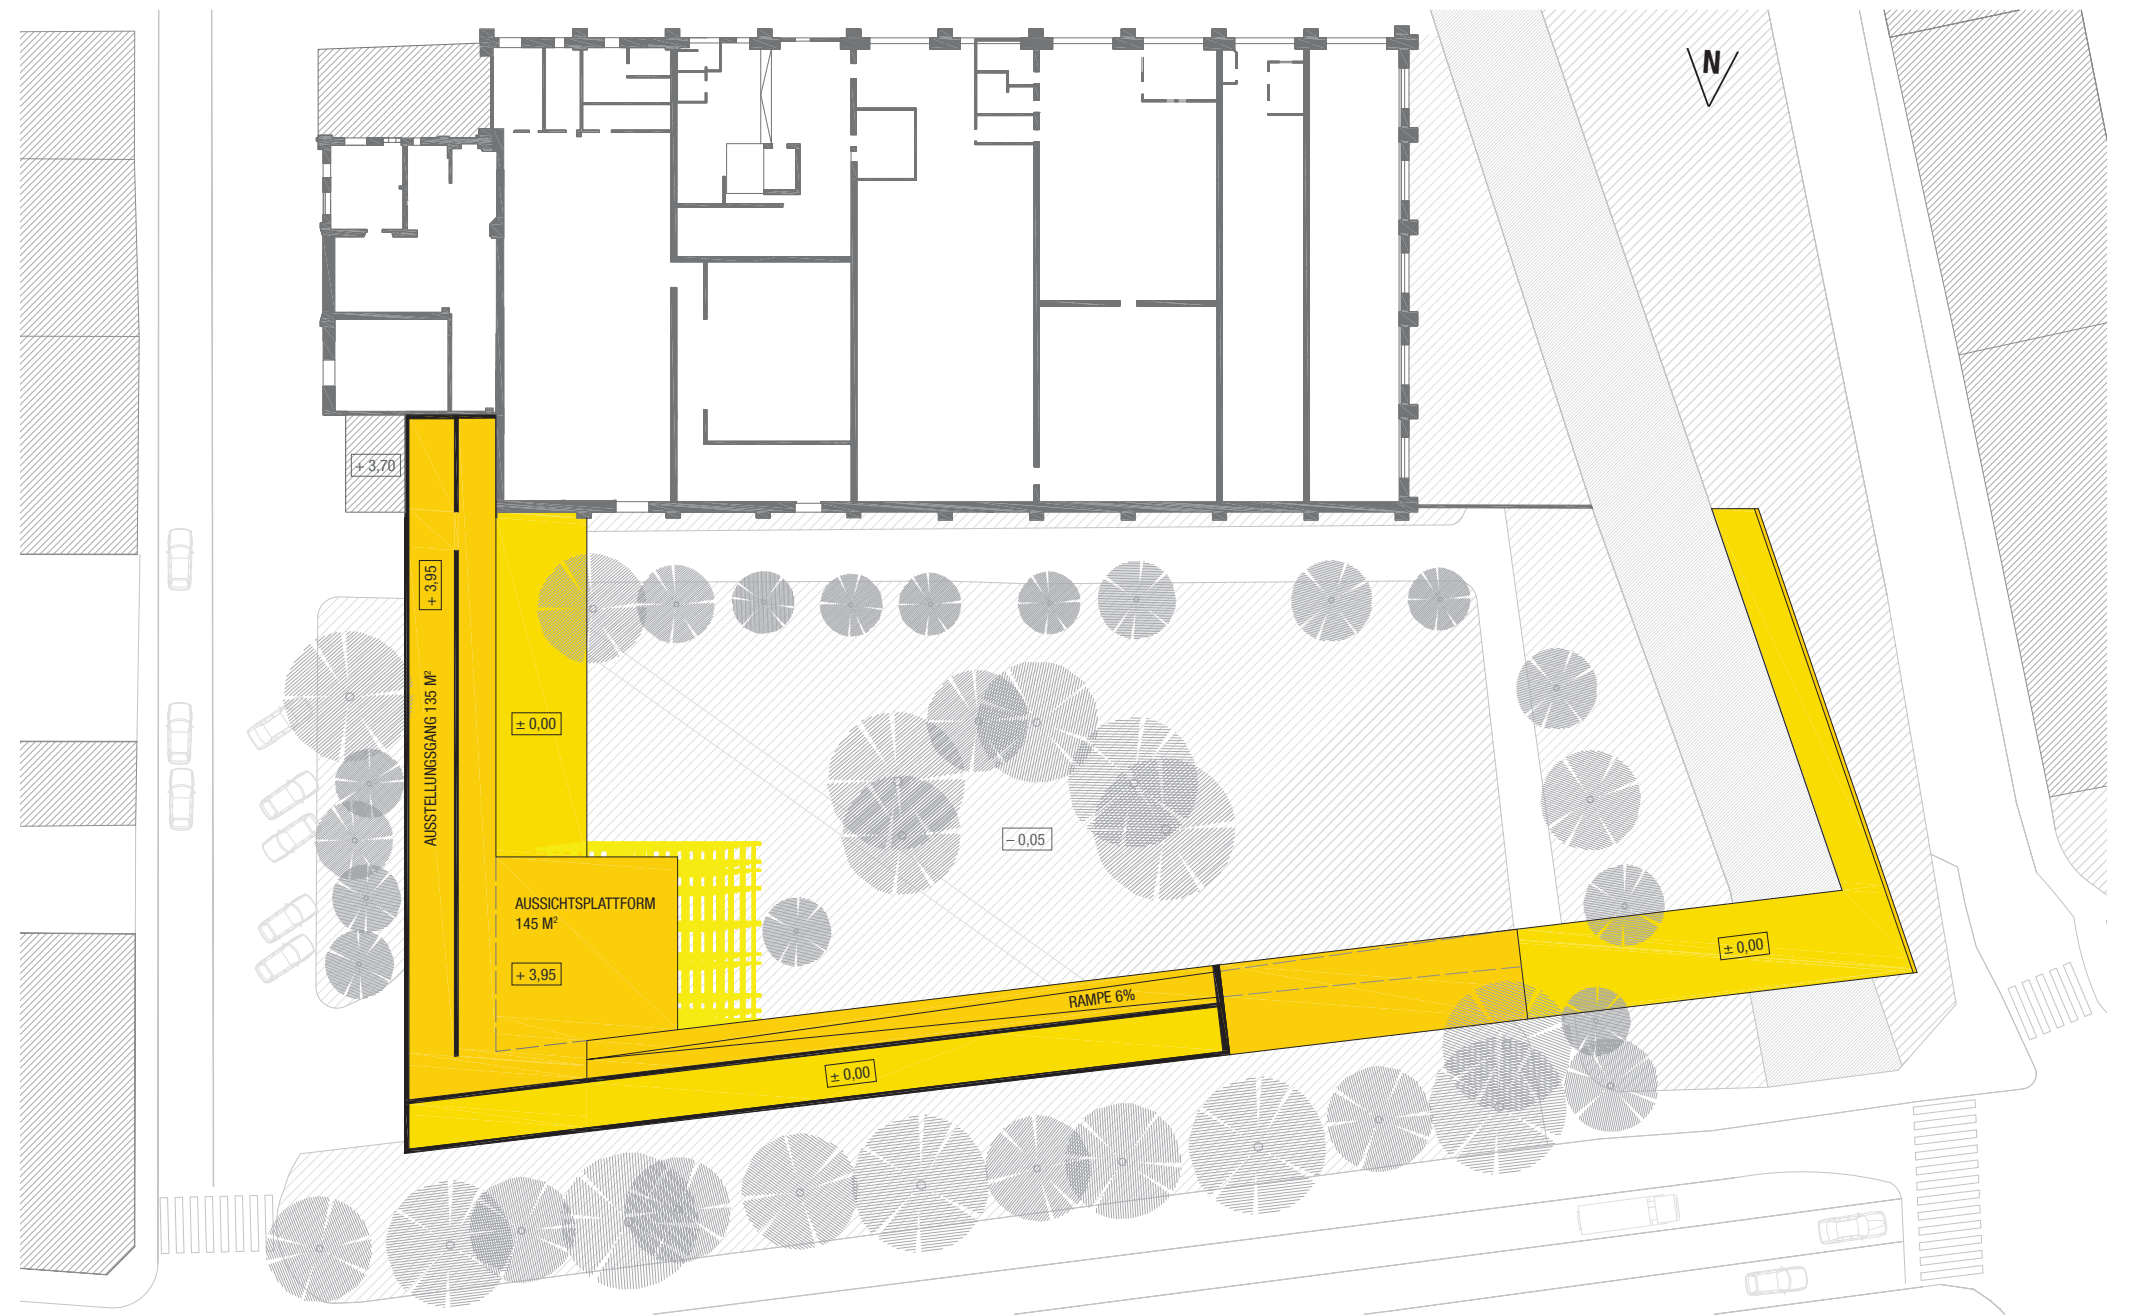 N
+ 3,70
+ 3,95
AUSSTELLUNGSGANG 135 M²
± 0,00
– 0,05
AUSSICHTSPLATTFORM
145 M²
+ 3,95
± 0,00
RAMPE 6%
± 0,00